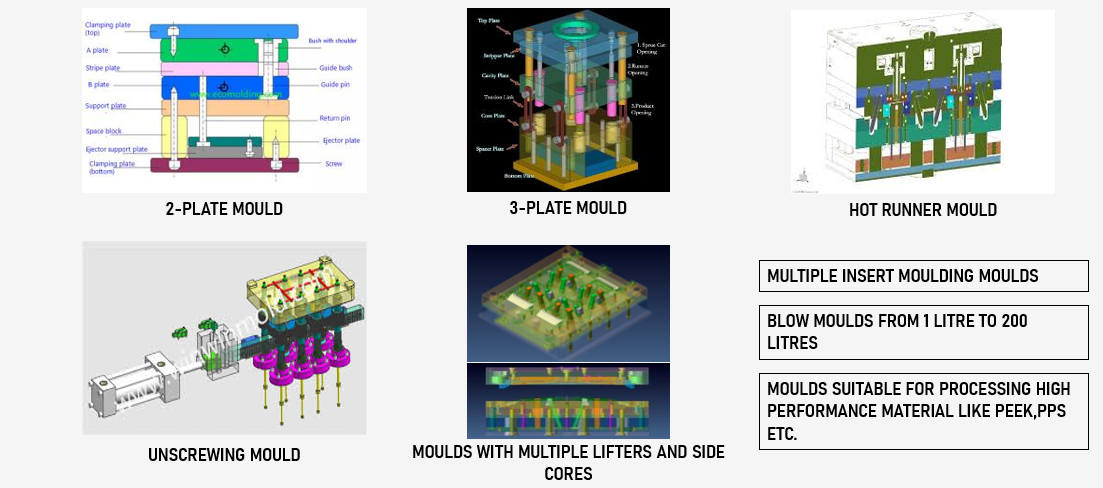 Clamping plate
(top)
A plate
Stripe plate
B plate
Support plate
Space block
Ejector support plate
Clamping plate
(bottom)
Bush with shoulder
Guide bush
Guide pin
Return pin
Ejector plate
Screw
www.ecomolding.com
2-PLATE MOULD
Top Plate
Stripper Plate
Cavity Plate
Tension Link
Core Plate
Spacer Plate
Bottom Plate
1. Sprue Cut
Opening
2.Runner
Opening
3.Product
Opening
3-PLATE MOULD
HOT RUNNER MOULD
UNSCREWING MOULD
MOULDS WITH MULTIPLE LIFTERS AND SIDE
CORES
MULTIPLE INSERT MOULDING MOULDS
BLOW MOULDS FROM 1 LITRE TO 200
LITRES
MOULDS SUITABLE FOR PROCESSING HIGH
PERFORMANCE MATERIAL LIKE PEEK,PPS
ETC.